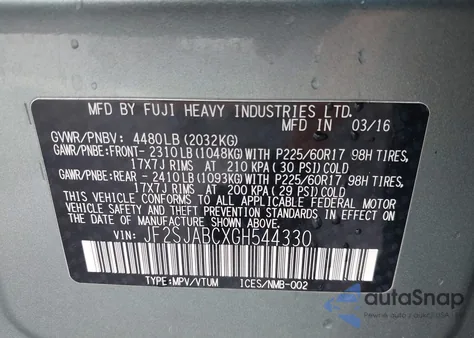 MFD BY FUJI HEAVY INDUSTRIES LTD.
MFD IN 03/16
GVWR/PNBV: 4480LB(2032KG)
GAWR/PNBE:FRONT-2310LB(1048KG)WITH P225/60R17 98H TIRES,
17X7J RIMS AT 210 KPA(30 PSI)COLD
GAWR/PNBE:REAR -2410LB(1093KG)WITH P225/60R17 98H TIRES,
17X7J RIMS AT 200 KPA(29 PSI)COLD
THIS VEHICLE CONFORMS TO ALL APPLICABLE FEDERAL MOTOR
VEHICLE SAFETY, BUMPER, AND THEFT PREVENTION STANDARDS
IN EFFECT ON THE DATE OF MANUFACTURE SHOWN ABOVE.
VIN: JF2SJABCXGH544330
TYPE:MPV/VTUM ICES/NMB-002
autoSnap